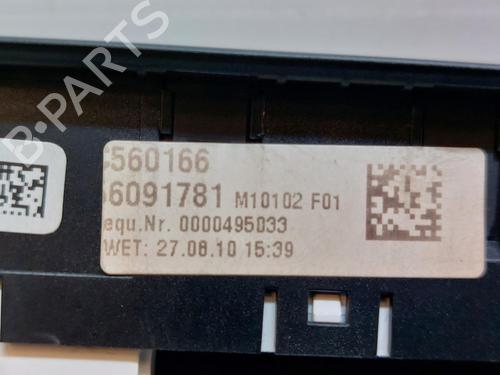 B-PARTS
560166
6091781 M10102 F01
equ.Nr. 0000495033
WET: 27.08.10 15:39